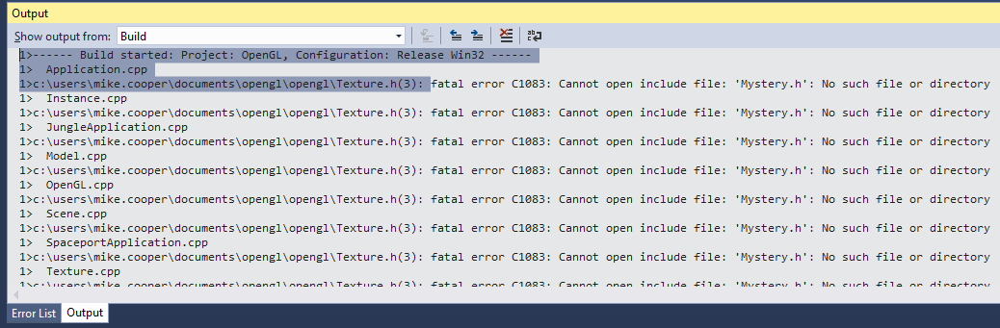 Output
Show output from: Build
1>------ Build started: Project: OpenGL, Configuration: Release Win32 ------
1>  Application.cpp
1>c:\users\mike.cooper\documents\opengl\opengl\Texture.h(3): fatal error C1083: Cannot open include file: 'Mystery.h': No such file or directory
1>  Instance.cpp
1>c:\users\mike.cooper\documents\opengl\opengl\Texture.h(3): fatal error C1083: Cannot open include file: 'Mystery.h': No such file or directory
1>  JungleApplication.cpp
1>c:\users\mike.cooper\documents\opengl\opengl\Texture.h(3): fatal error C1083: Cannot open include file: 'Mystery.h': No such file or directory
1>  Model.cpp
1>c:\users\mike.cooper\documents\opengl\opengl\Texture.h(3): fatal error C1083: Cannot open include file: 'Mystery.h': No such file or directory
1>  OpenGL.cpp
1>c:\users\mike.cooper\documents\opengl\opengl\Texture.h(3): fatal error C1083: Cannot open include file: 'Mystery.h': No such file or directory
1>  Scene.cpp
1>c:\users\mike.cooper\documents\opengl\opengl\Texture.h(3): fatal error C1083: Cannot open include file: 'Mystery.h': No such file or directory
1>  SpaceportApplication.cpp
1>c:\users\mike.cooper\documents\opengl\opengl\Texture.h(3): fatal error C1083: Cannot open include file: 'Mystery.h': No such file or directory
1>  Texture.cpp
1>c:\users\mike.cooper\documents\opengl\opengl\Texture.h(3): fatal error C1083: Cannot open include file: 'Mystery.h': No such file or directory
Error List Output